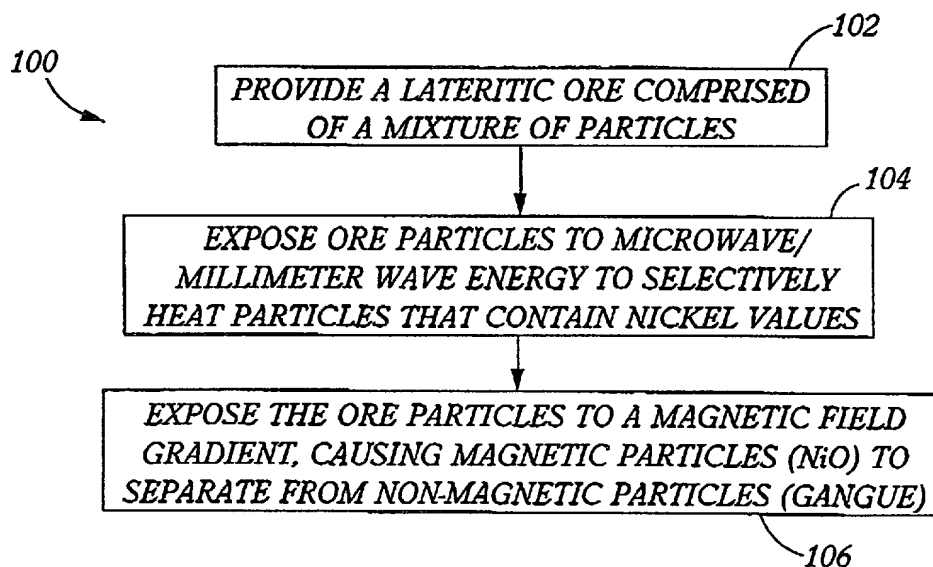 100
102
PROVIDE A LATERITIC ORE COMPRISED
OF A MIXTURE OF PARTICLES
104
EXPOSE ORE PARTICLES TO MICROWAVE/
MILLIMETER WAVE ENERGY TO SELECTIVELY
HEAT PARTICLES THAT CONTAIN NICKEL VALUES
EXPOSE THE ORE PARTICLES TO A MAGNETIC FIELD
GRADIENT, CAUSING MAGNETIC PARTICLES (NiO) TO
SEPARATE FROM NON-MAGNETIC PARTICLES (GANGUE)
106